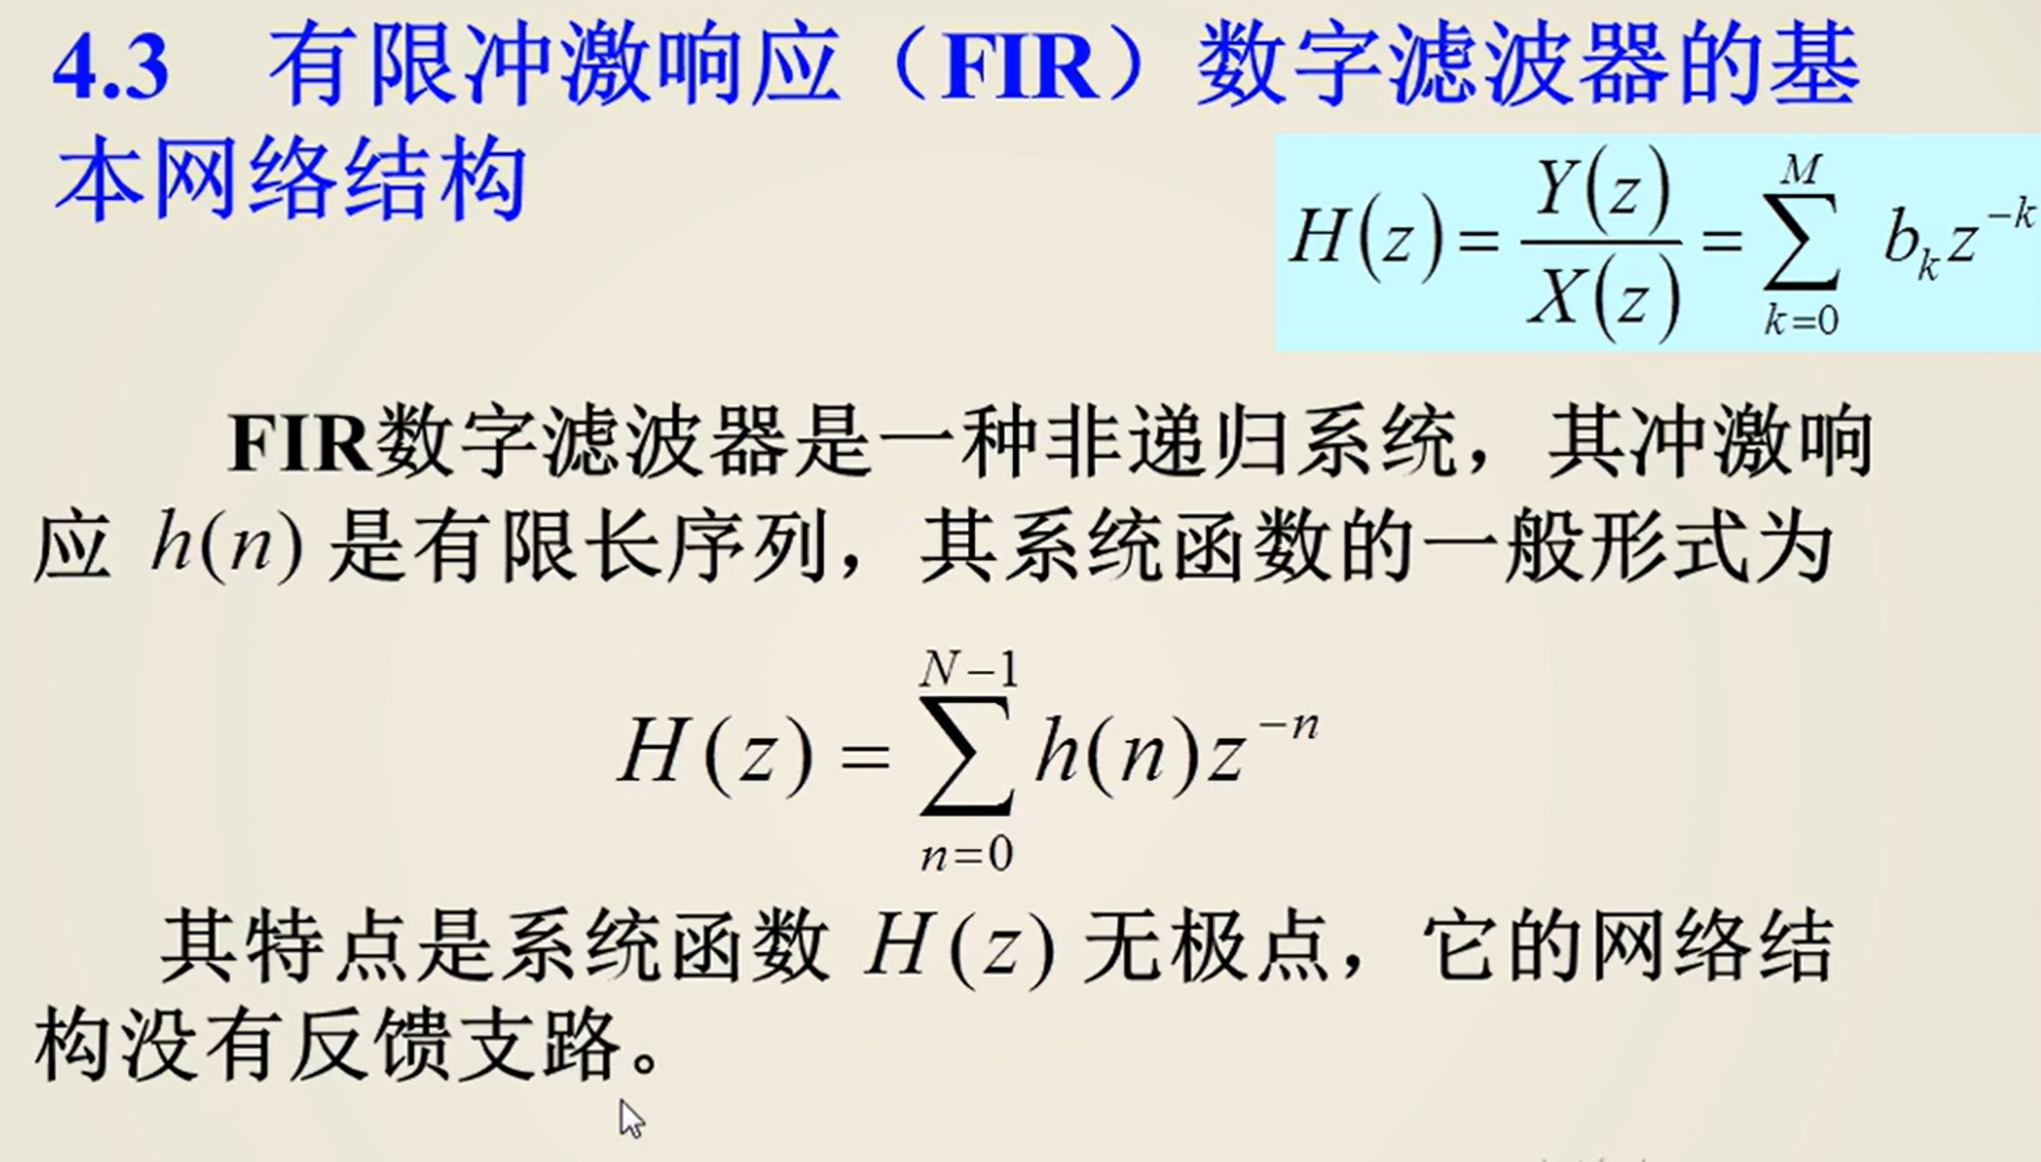 4.3 有限冲激响应（FIR）数字滤波器的基
本网络结构
H(z)=Y(z)/X(z)=∑_{k=0}^{M} b_k z^{-k}
FIR数字滤波器是一种非递归系统，其冲激响
应 h(n) 是有限长序列，其系统函数的一般形式为
H(z)=∑_{n=0}^{N-1} h(n)z^{-n}
其特点是系统函数 H(z) 无极点，它的网络结
构没有反馈支路。